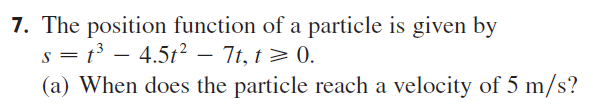 7. The position function of a particle is given by
s = t³ − 4.5t² − 7t, t ⩾ 0.
(a) When does the particle reach a velocity of 5 m/s?